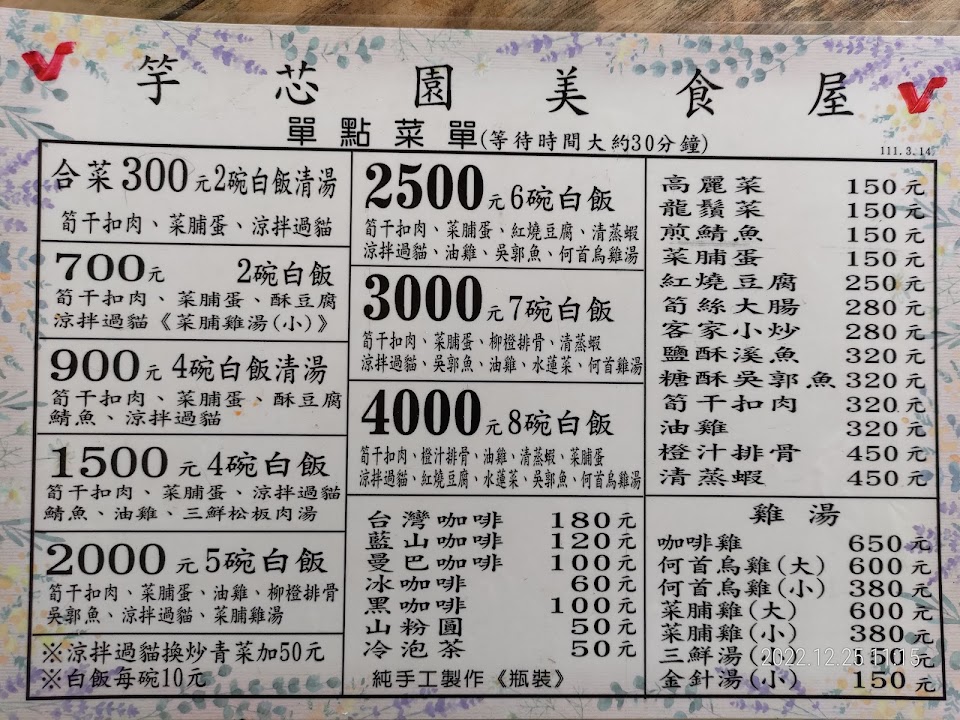 竽芯園美食屋
單點菜單(等待時間大約30分鐘)
111.3.14
合菜300元2碗白飯清湯
筍干扣肉、菜脯蛋、涼拌過貓
700元 2碗白飯
筍干扣肉、菜脯蛋、酥豆腐
涼拌過貓《菜脯雞湯(小)》
900元 4碗白飯清湯
筍干扣肉、菜脯蛋、酥豆腐
鯖魚、涼拌過貓
1500元4碗白飯
筍干扣肉、菜脯蛋、涼拌過貓
鯖魚、油雞、三鮮松板肉湯
2000元5碗白飯
筍干扣肉、菜脯蛋、油雞、柳橙排骨
吳郭魚、涼拌過貓、菜脯雞湯
※涼拌過貓換炒青菜加50元
※白飯每碗10元
2500元6碗白飯
筍干扣肉、菜脯蛋、紅燒豆腐、清蒸蝦
涼拌過貓、油雞、吳郭魚、何首烏雞湯
3000元7碗白飯
筍干扣肉、菜脯蛋、柳橙排骨、清蒸蝦
涼拌過貓、吳郭魚、油雞、水蓮菜、何首雞湯
4000元8碗白飯
筍干扣肉、橙汁排骨、油雞、清蒸蝦、菜脯蛋
涼拌過貓、紅燒豆腐、水蓮菜、吳郭魚、何首烏雞湯
台灣咖啡 180元
藍山咖啡 120元
曼巴咖啡 100元
冰咖啡 60元
黑咖啡 100元
山粉圓 50元
冷泡茶 50元
純手工製作《瓶裝》
高麗菜 150元
龍鬚菜 150元
煎鯖魚 150元
菜脯蛋 150元
紅燒豆腐 250元
筍絲大腸 280元
客家小炒 280元
鹽酥溪魚 320元
糖酥吳郭魚 320元
筍干扣肉 320元
油雞 320元
橙汁排骨 450元
清蒸蝦 450元
雞湯
咖啡雞 650元
何首烏雞(大) 600元
何首烏雞(小) 380元
菜脯雞(大) 600元
菜脯雞(小) 380元
三鮮湯(小) 150元
金針湯(小) 150元